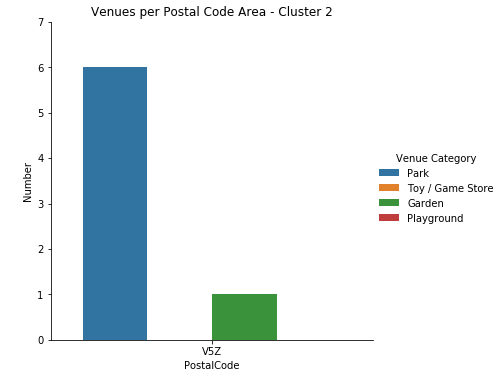 Venues per Postal Code Area - Cluster 2
7
6
5
4
3
2
1
0
Number
V5Z
PostalCode
Venue Category
Park
Toy / Game Store
Garden
Playground